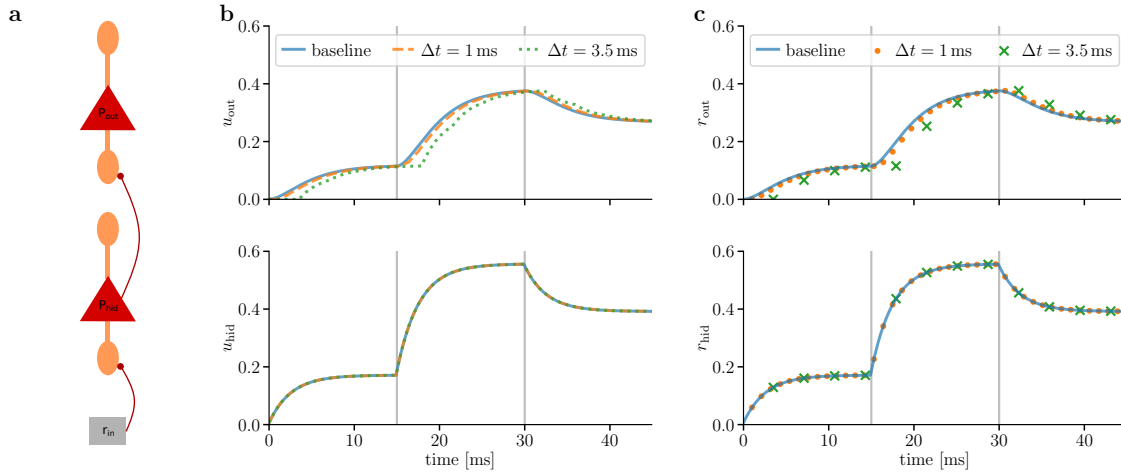 a
P_out
P_hid
r_in
b
0.6
0.4
0.2
0.0
u_out
baseline
Δt = 1 ms
Δt = 3.5 ms
0.6
0.4
0.2
0.0
u_hid
0
10
20
30
40
time [ms]
c
0.6
0.4
0.2
0.0
r_out
baseline
Δt = 1 ms
Δt = 3.5 ms
0.6
0.4
0.2
0.0
r_hid
0
10
20
30
40
time [ms]